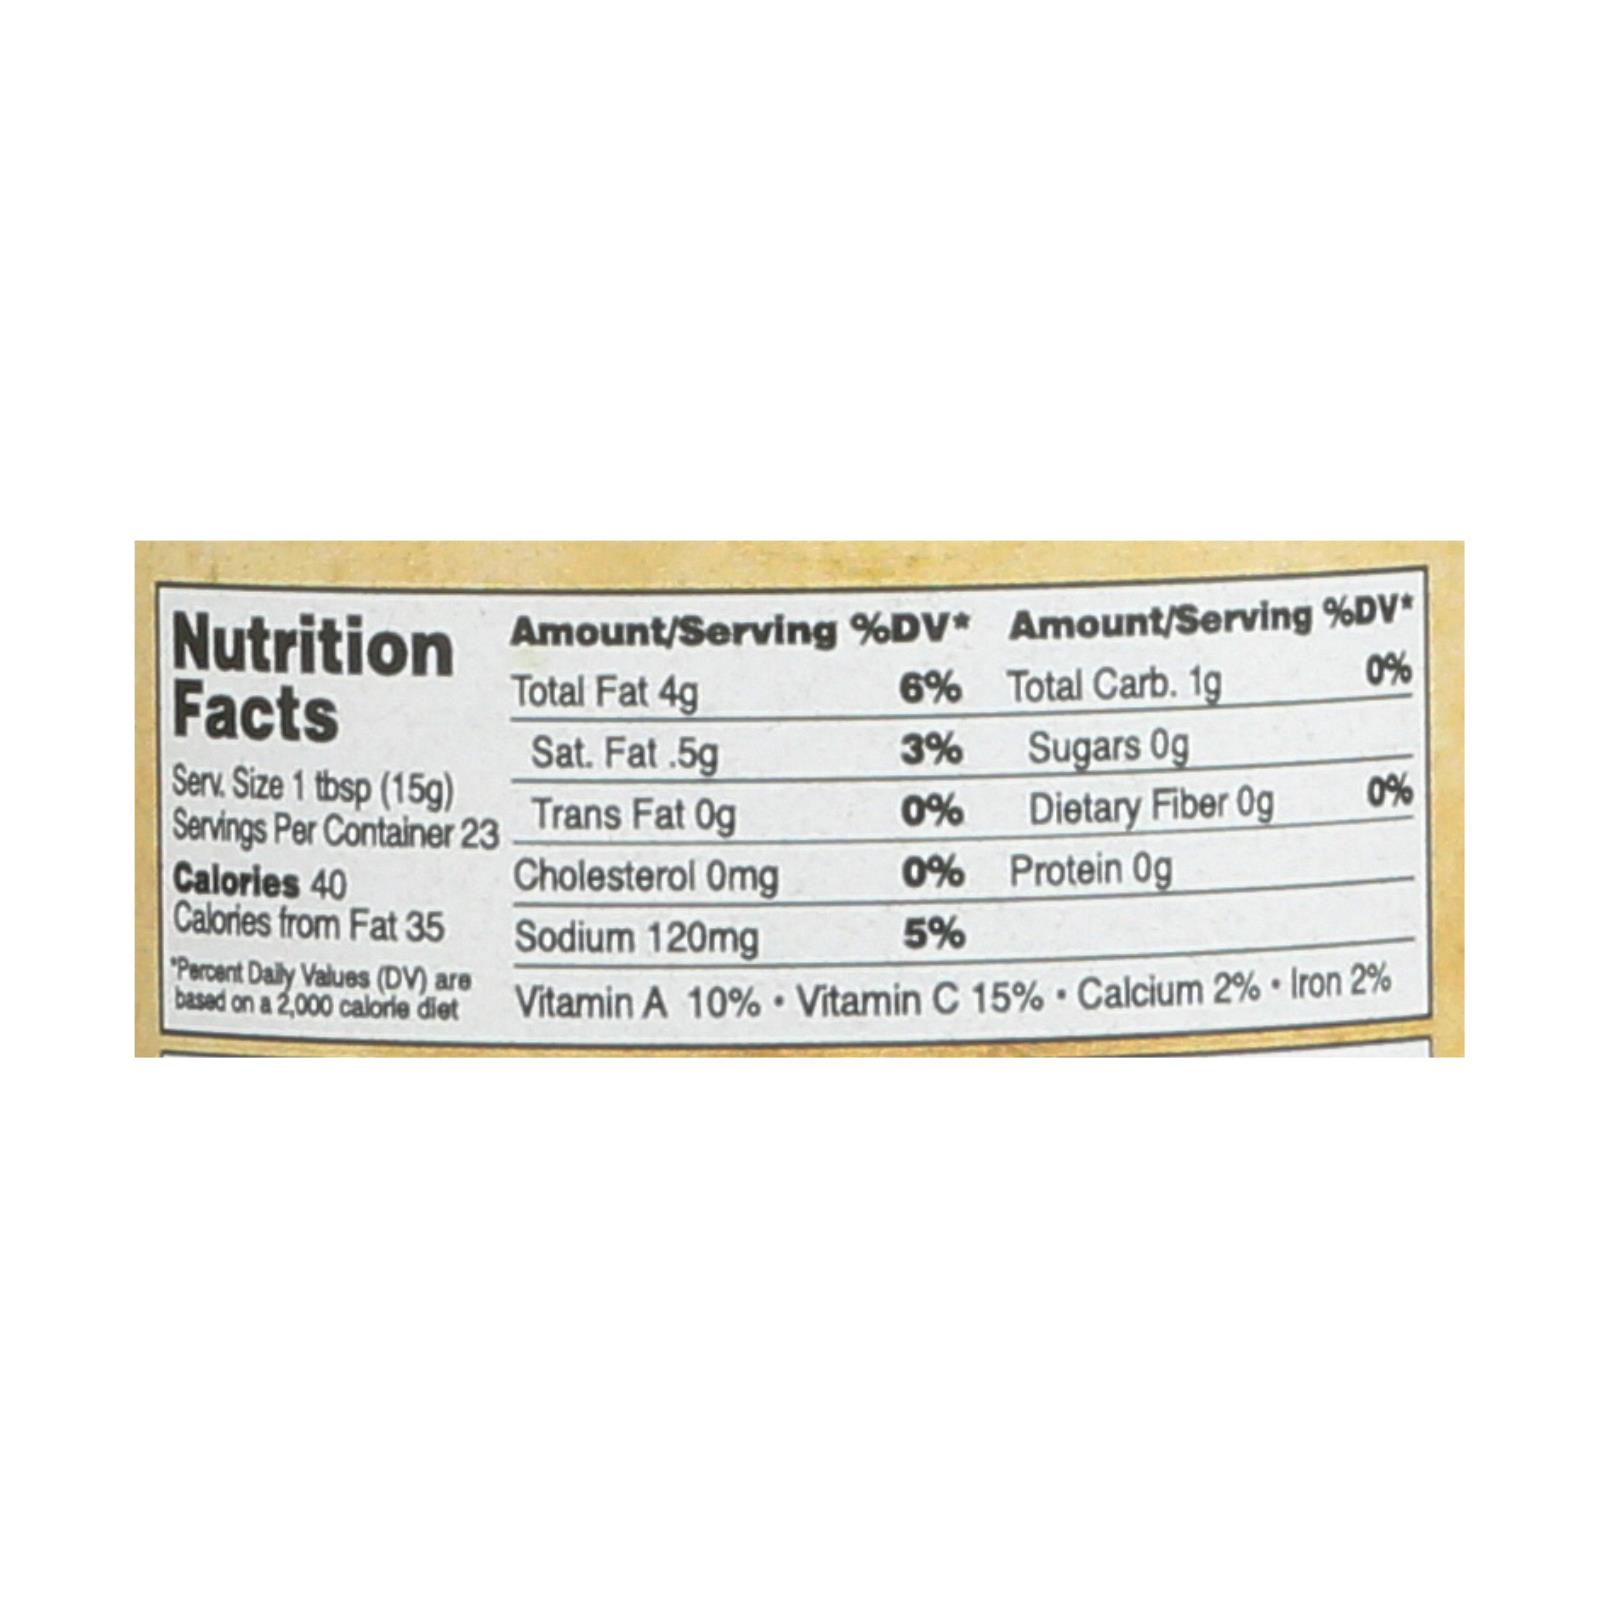 Nutrition
Facts
Serv. Size 1 tbsp (15g)
Servings Per Container 23
Calories 40
Calories from Fat 35
*Percent Daily Values (DV) are
based on a 2,000 calorie diet
Amount/Serving %DV*
Total Fat 4g 6%
Sat. Fat .5g 3%
Trans Fat 0g 0%
Cholesterol 0mg 0%
Sodium 120mg 5%
Amount/Serving %DV*
Total Carb. 1g 0%
Sugars 0g
Dietary Fiber 0g 0%
Protein 0g
Vitamin A 10% • Vitamin C 15% • Calcium 2% • Iron 2%